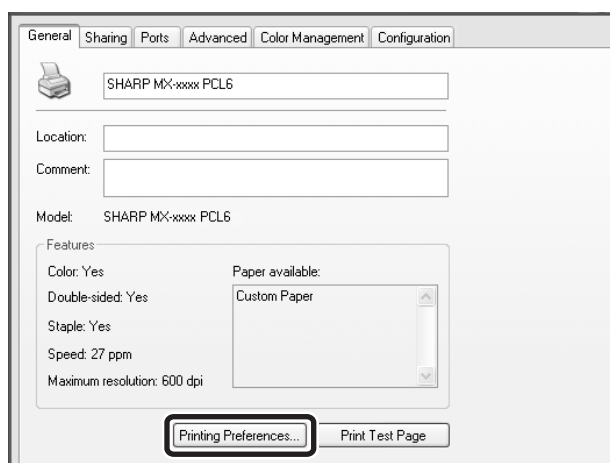 General Sharing Ports Advanced Color Management Configuration
SHARP MX-xxxx PCL6
Location:
Comment:
Model: SHARP MX-xxxx PCL6
Features
Color: Yes Paper available:
Double-sided: Yes Custom Paper
Staple: Yes
Speed: 27 ppm
Maximum resolution: 600 dpi
Printing Preferences... Print Test Page